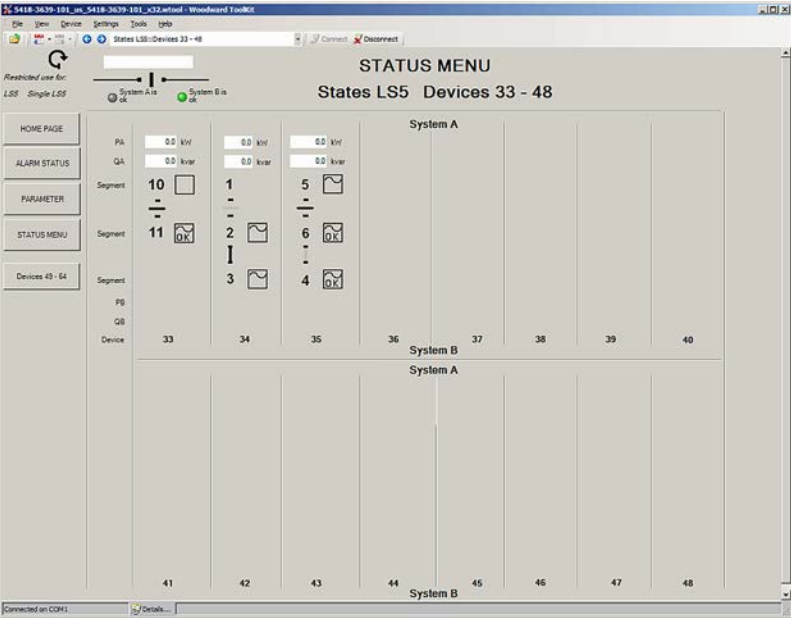 5418-3639-101_us_5418-3639-101_x32.wtool - Woodward ToolKit
File View Device Settings Tools Help
States LS5::Devices 33 - 48 Connect Disconnect
Restricted use for:
LS5 Single LS5
System A is ok System B is ok
STATUS MENU
States LS5 Devices 33 - 48
HOME PAGE
ALARM STATUS
PARAMETER
STATUS MENU
Devices 49 - 64
System A
PA 0.0 kW 0.0 kW 0.0 kW
QA 0.0 kvar 0.0 kvar 0.0 kvar
Segment 10 1 5
Segment 11 OK 2 6 OK
Segment 3 4 OK
PB
QB
Device 33 34 35 36 37 38 39 40
System B
System A
41 42 43 44 45 46 47 48
System B
Connected on COM1 Details...